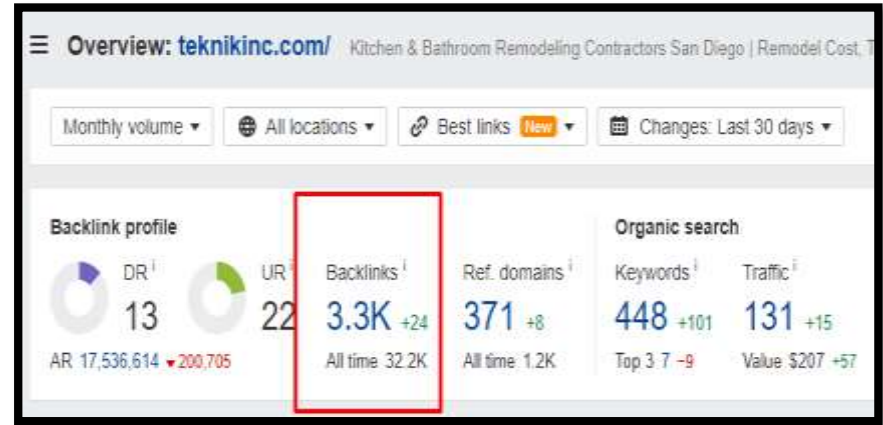 Overview: teknikinc.com/ Kitchen & Bathroom Remodeling Contractors San Diego | Remodel Cost, T
Monthly volume All locations Best links New Changes: Last 30 days
Backlink profile Organic search
DR UR Backlinks Ref. domains Keywords Traffic
13 22 3.3K +24 371 +8 448 +101 131 +15
AR 17,536,614 ▼200,705 All time 32.2K All time 1.2K Top 3 7 −9 Value $207 +57